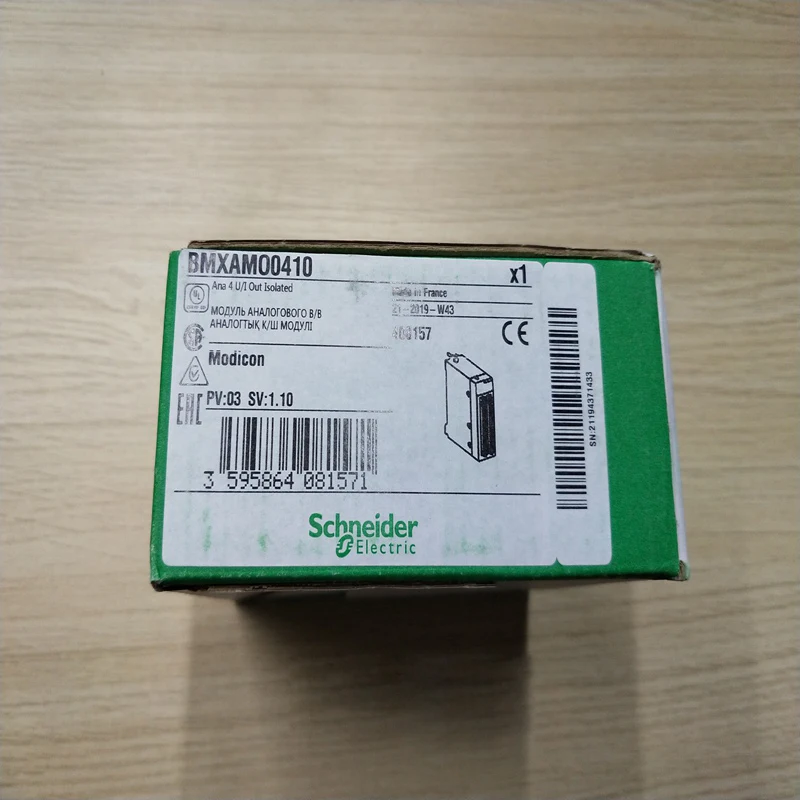 BMXAMO0410
x1
Ana 4 U/I Out Isolated
Made in France
21-2019-W43
МОДУЛЬ АНАЛОГОВОГО В/В
АНАЛОГТЫҚ К/Ш МОДУЛІ
CE
Modicon
EAC
PV:03 SV:1.10
3 595864 081571
SN:21194371433
Schneider
Electric